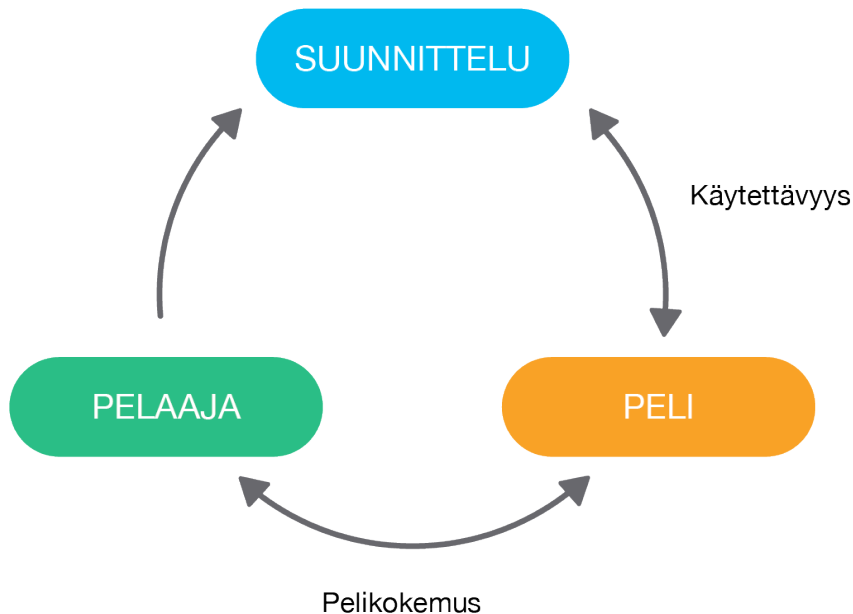 SUUNNITTELU
Käytettävyys
PELAAJA
PELI
Pelikokemus